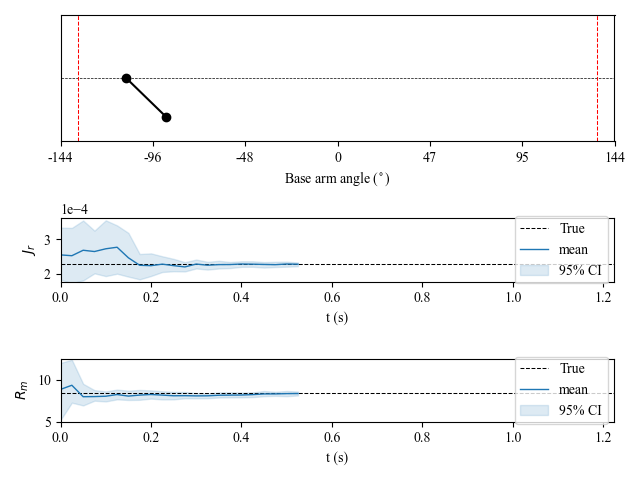 -144 -96 -48 0 47 95 144
Base arm angle (°)
1e−4
3
2
J_r
True
mean
95% CI
0.0 0.2 0.4 0.6 0.8 1.0 1.2
t (s)
10
5
R_m
True
mean
95% CI
0.0 0.2 0.4 0.6 0.8 1.0 1.2
t (s)